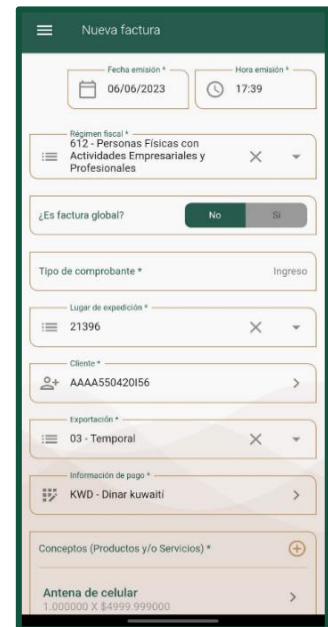 Nueva factura
Fecha emisión *
Hora emisión *
06/06/2023
17:39
Régimen fiscal *
612 - Personas Físicas con
Actividades Empresariales y
Profesionales
¿Es factura global?
No
Si
Tipo de comprobante *
Ingreso
Lugar de expedición *
21396
Cliente *
AAAA550420I56
Exportación *
03 - Temporal
Información de pago *
KWD - Dinar kuwaití
Conceptos (Productos y/o Servicios) *
Antena de celular
1.000000 X $4999.999000